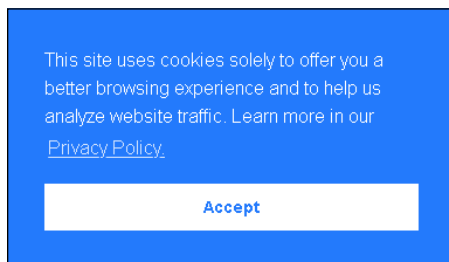 This site uses cookies solely to offer you a
better browsing experience and to help us
analyze website traffic. Learn more in our
Privacy Policy.
Accept